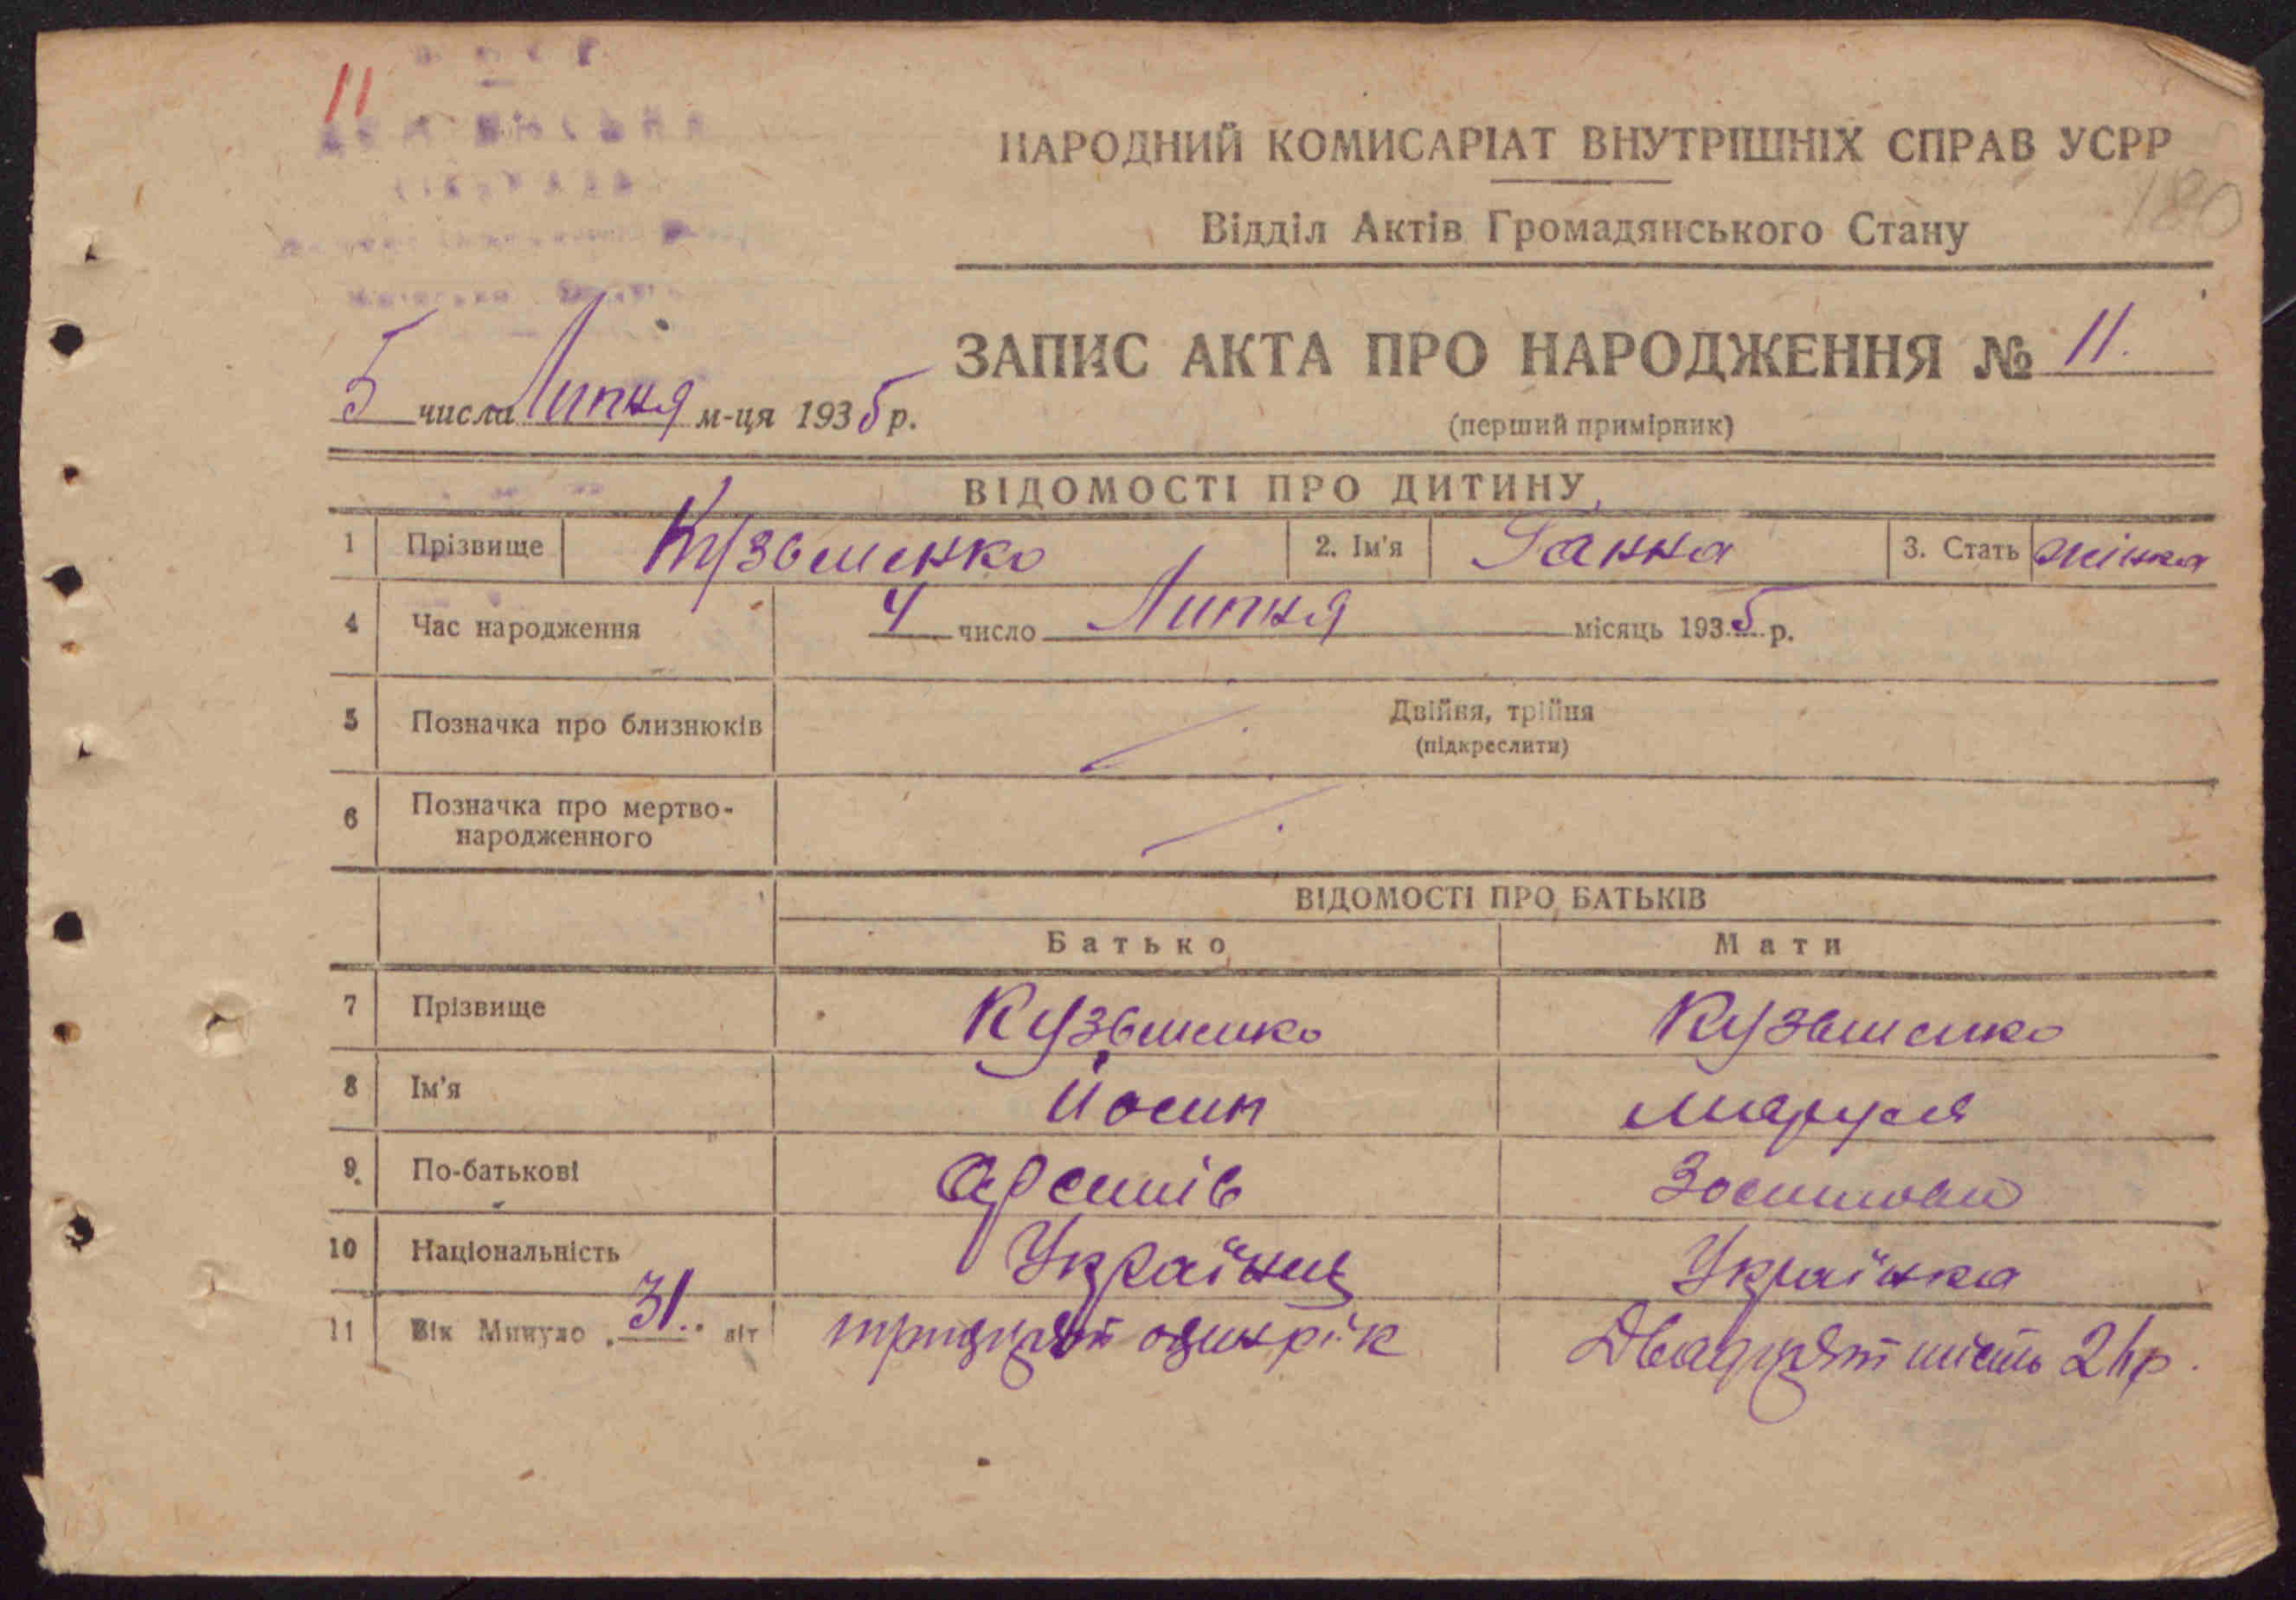 11
НАРОДНИЙ КОМИСАРІАТ ВНУТРІШНІХ СПРАВ УСРР
180
Відділ Актів Громадянського Стану
ЗАПИС АКТА ПРО НАРОДЖЕННЯ № 11.
5 числа Липня м-ця 1935 р.
(перший примірник)
ВІДОМОСТІ ПРО ДИТИНУ
1 Прізвище Кузьменко 2. Ім'я Ганна 3. Стать жінка
4 Час народження 4 число Липня місяць 1935 р.
5 Позначка про близнюків Двійня, трійня
(підкреслити)
6 Позначка про мертво-
народженного
ВІДОМОСТІ ПРО БАТЬКІВ
Батько Мати
7 Прізвище Кузьменко Кузьменко
8 Ім'я Йосип Маруся
9. По-батькові Арсенів
10 Національність Українец Українка
11 Вік Минуло 31 літ тридцять один рік Двадцять шість